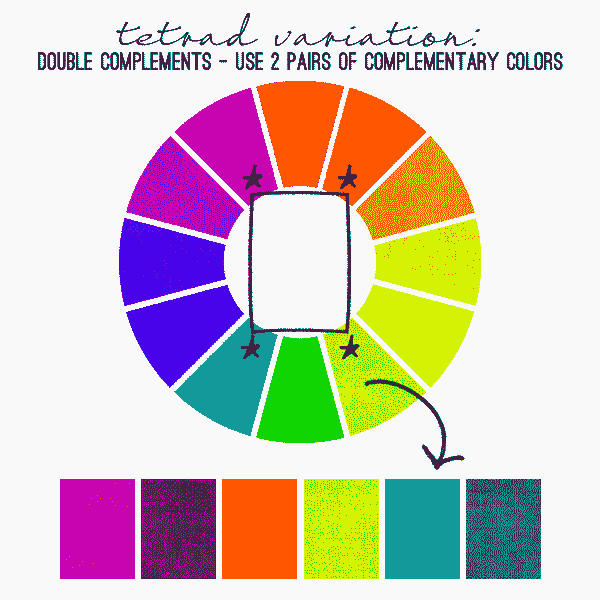 tetrad variation:
DOUBLE COMPLEMENTS - USE 2 PAIRS OF COMPLEMENTARY COLORS